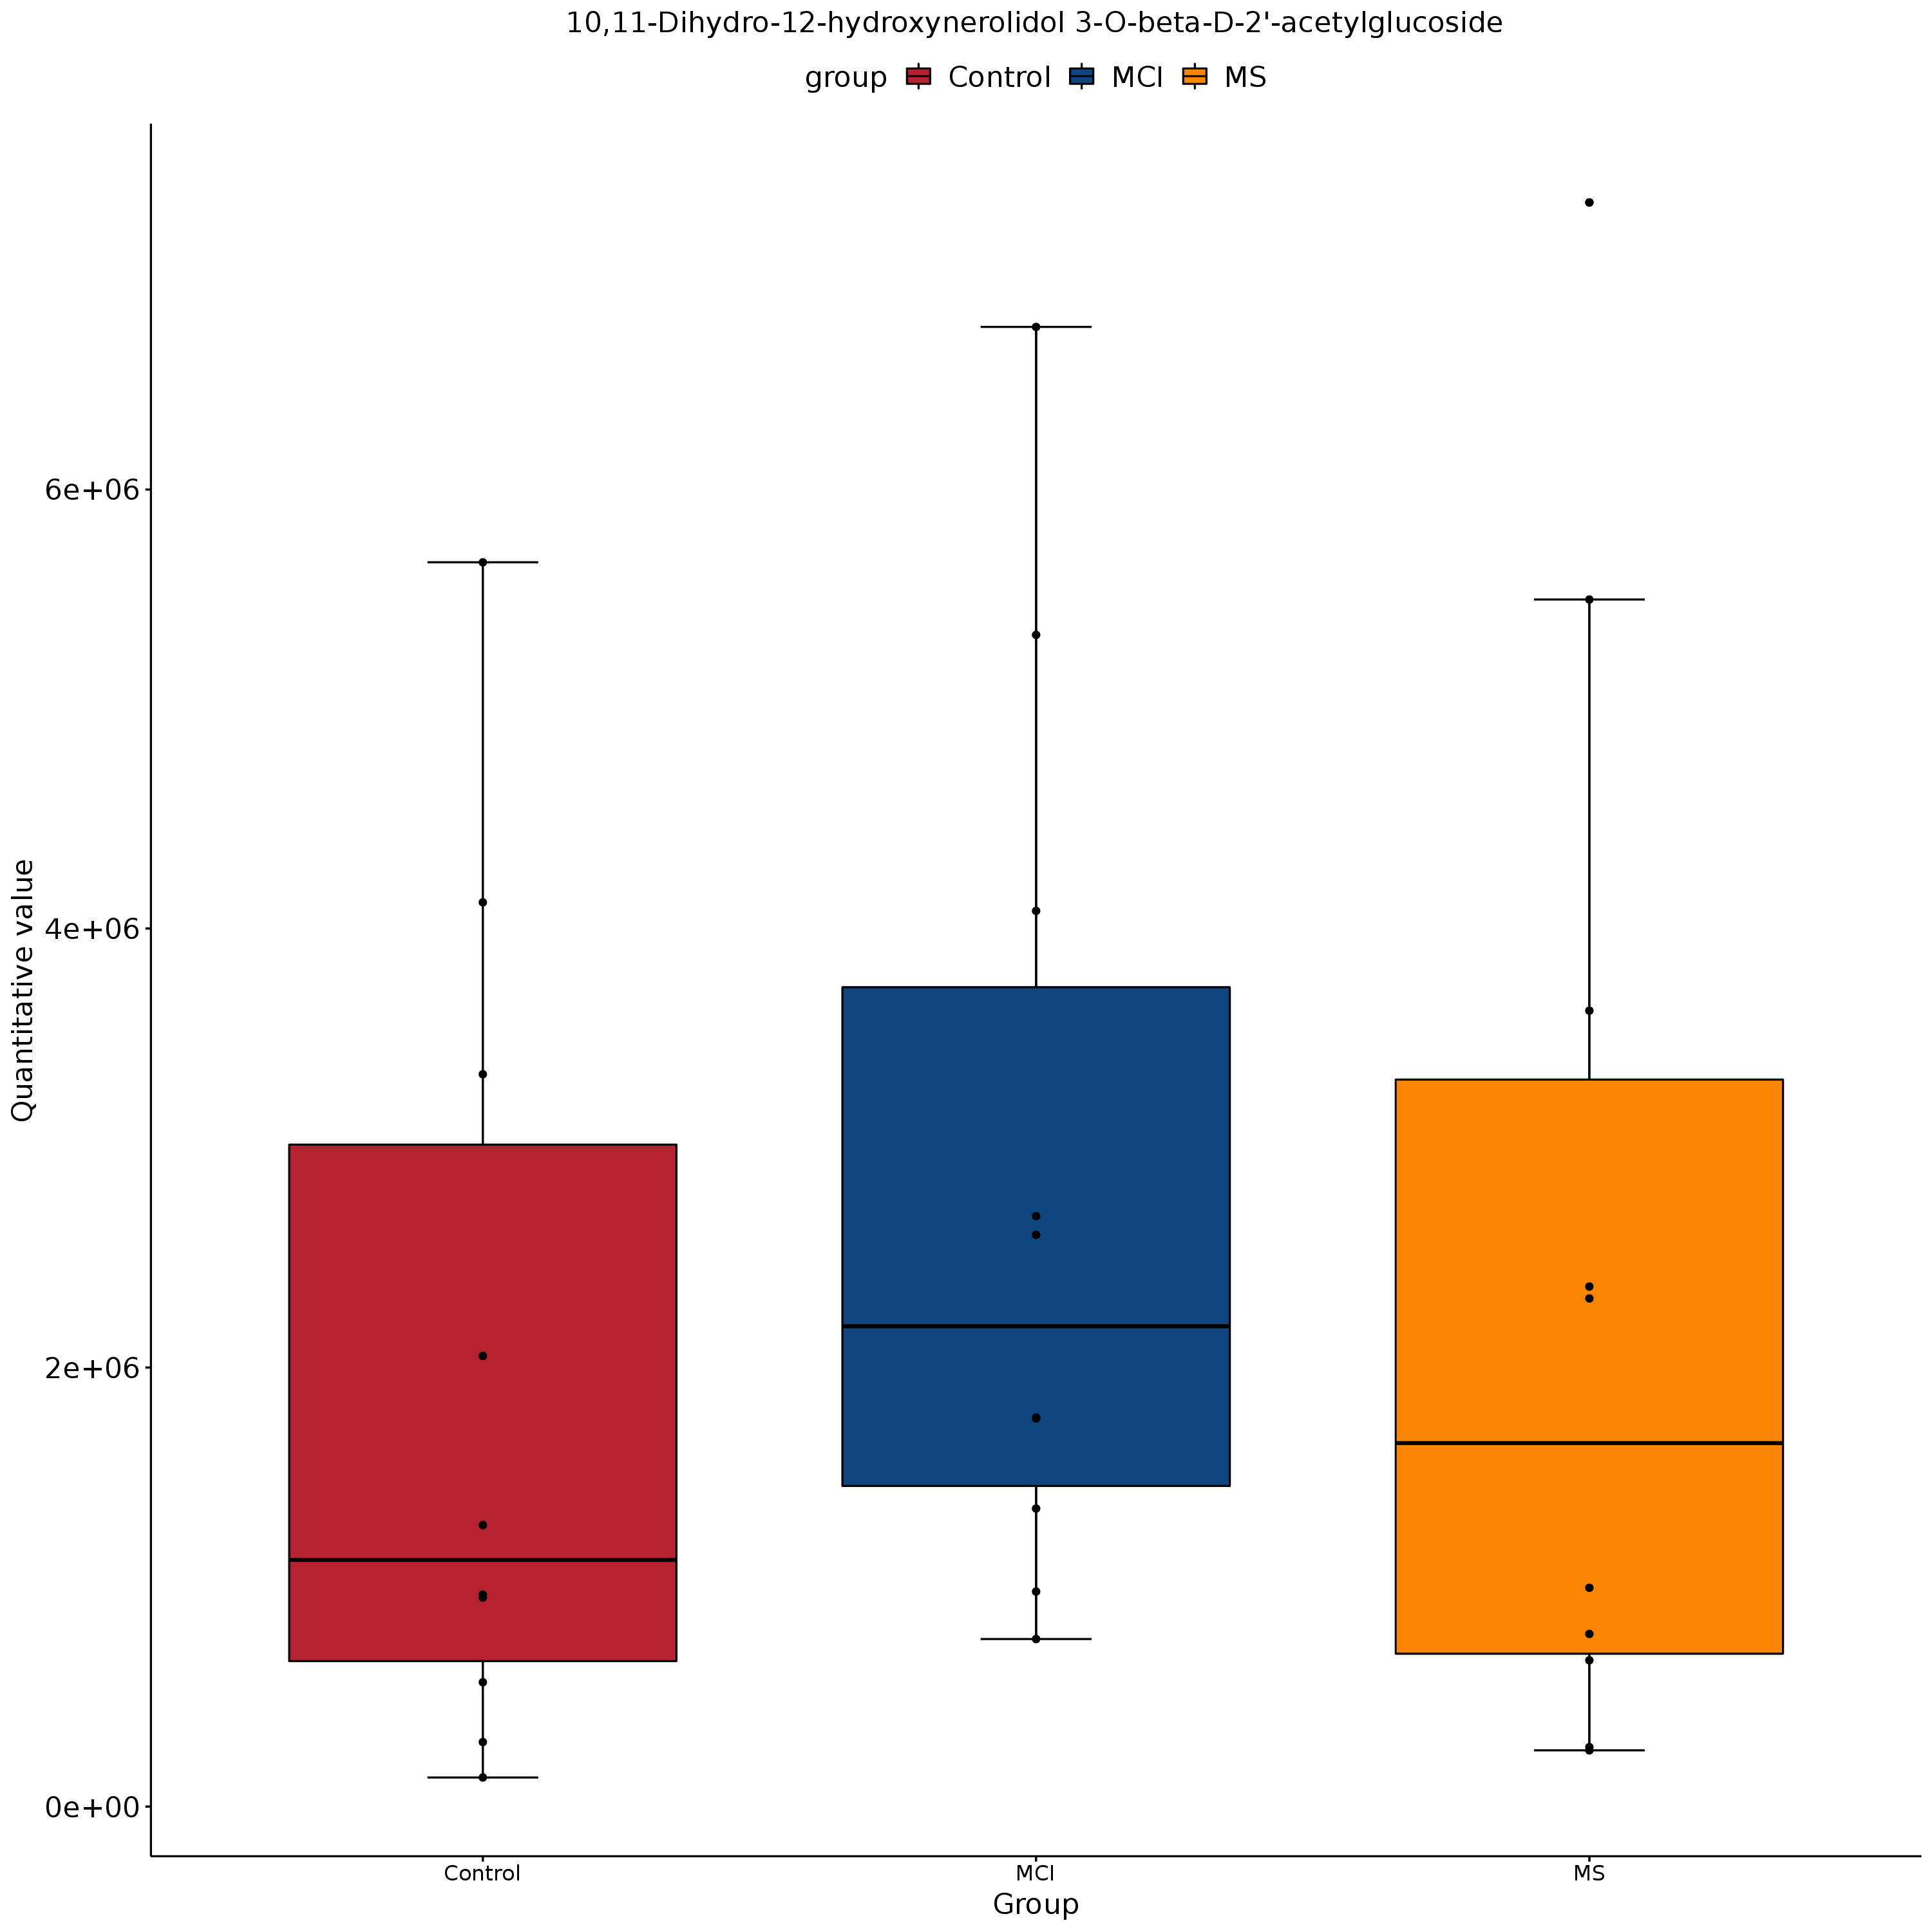 10,11-Dihydro-12-hydroxynerolidol 3-O-beta-D-2'-acetylglucoside
group Control MCI MS
Quantitative value
6e+06
4e+06
2e+06
0e+00
Control MCI MS
Group